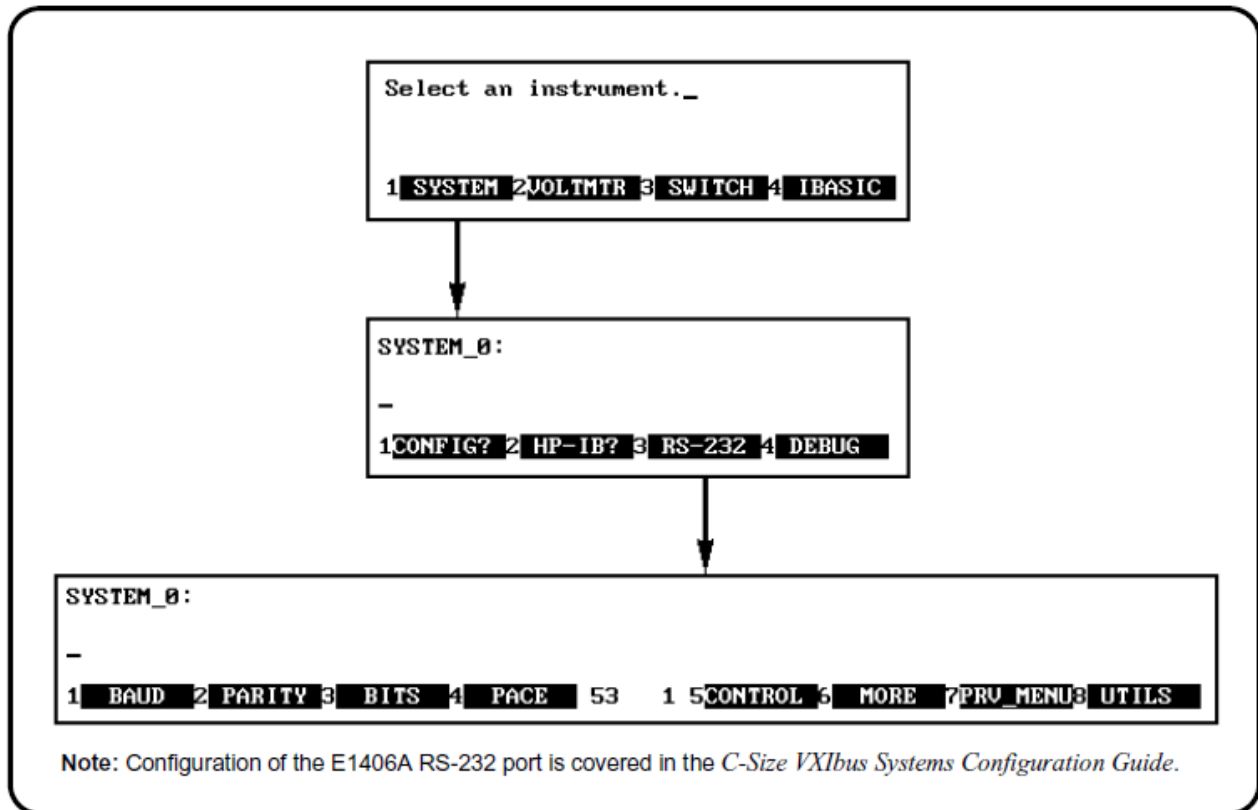 Select an instrument._
1 SYSTEM 2 VOLTMTR 3 SWITCH 4 IBASIC
SYSTEM_0:
_
1 CONFIG? 2 HP-IB? 3 RS-232 4 DEBUG
SYSTEM_0:
_
1 BAUD 2 PARITY 3 BITS 4 PACE 53 1 5 CONTROL 6 MORE 7 PRV_MENU 8 UTILS
Note: Configuration of the E1406A RS-232 port is covered in the C-Size VXIbus Systems Configuration Guide.